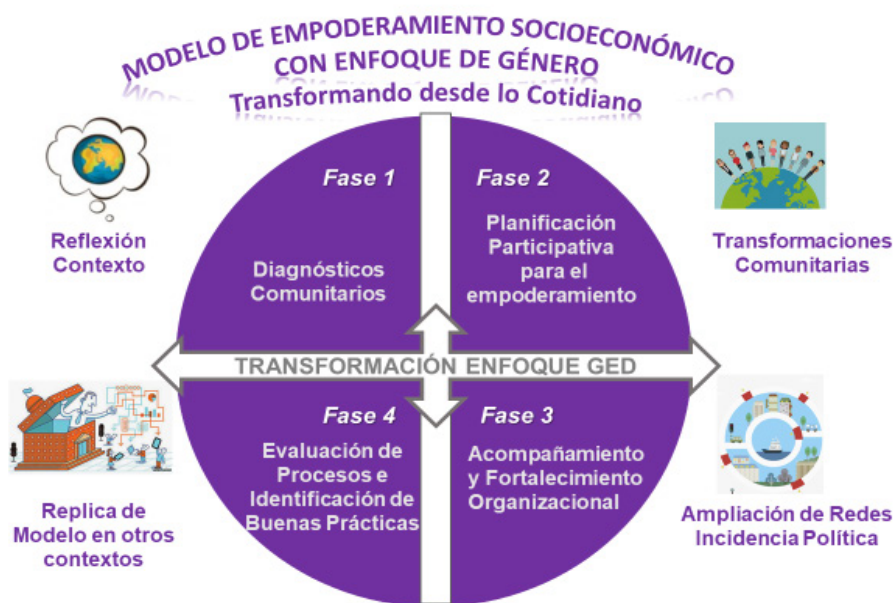 MODELO DE EMPODERAMIENTO SOCIOECONÓMICO
CON ENFOQUE DE GÉNERO
Transformando desde lo Cotidiano
Reflexión
Contexto
Fase 1
Diagnósticos
Comunitarios
Fase 2
Planificación
Participativa
para el
empoderamiento
Transformaciones
Comunitarias
TRANSFORMACIÓN ENFOQUE GED
Replica de
Modelo en otros
contextos
Fase 4
Evaluación de
Procesos e
Identificación de
Buenas Prácticas
Fase 3
Acompañamiento
y Fortalecimiento
Organizacional
Ampliación de Redes
Incidencia Política